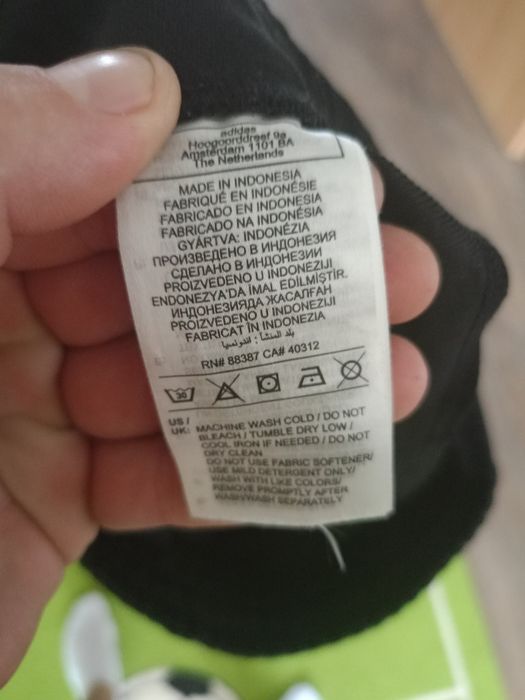 adidas
Hoogoorddreef 9a
Amsterdam 1101 BA
The Netherlands
MADE IN INDONESIA
FABRIQUÉ EN INDONÉSIE
FABRICADO EN INDONESIA
FABRICADO NA INDONÉSIA
GYÁRTVA: INDONÉZIA
ПРОИЗВЕДЕНО В ИНДОНЕЗИЯ
СДЕЛАНО В ИНДОНЕЗИИ
PROIZVEDENO U INDONEZIJI
ENDONEZYA'DA İMAL EDİLMİŞTİR.
ИНДОНЕЗИЯДА ЖАСАЛҒАН
PROIZVEDENO U INDONEZIJI
FABRICAT ÎN INDONEZIA
بلد المنشأ : اندونسيا
RN# 88387 CA# 40312
30
US / UK: MACHINE WASH COLD / DO NOT
BLEACH / TUMBLE DRY LOW /
COOL IRON IF NEEDED / DO NOT
DRY CLEAN
DO NOT USE FABRIC SOFTENER/
USE MILD DETERGENT ONLY/
WASH WITH LIKE COLORS/
REMOVE PROMPTLY AFTER
WASH/WASH SEPARATELY